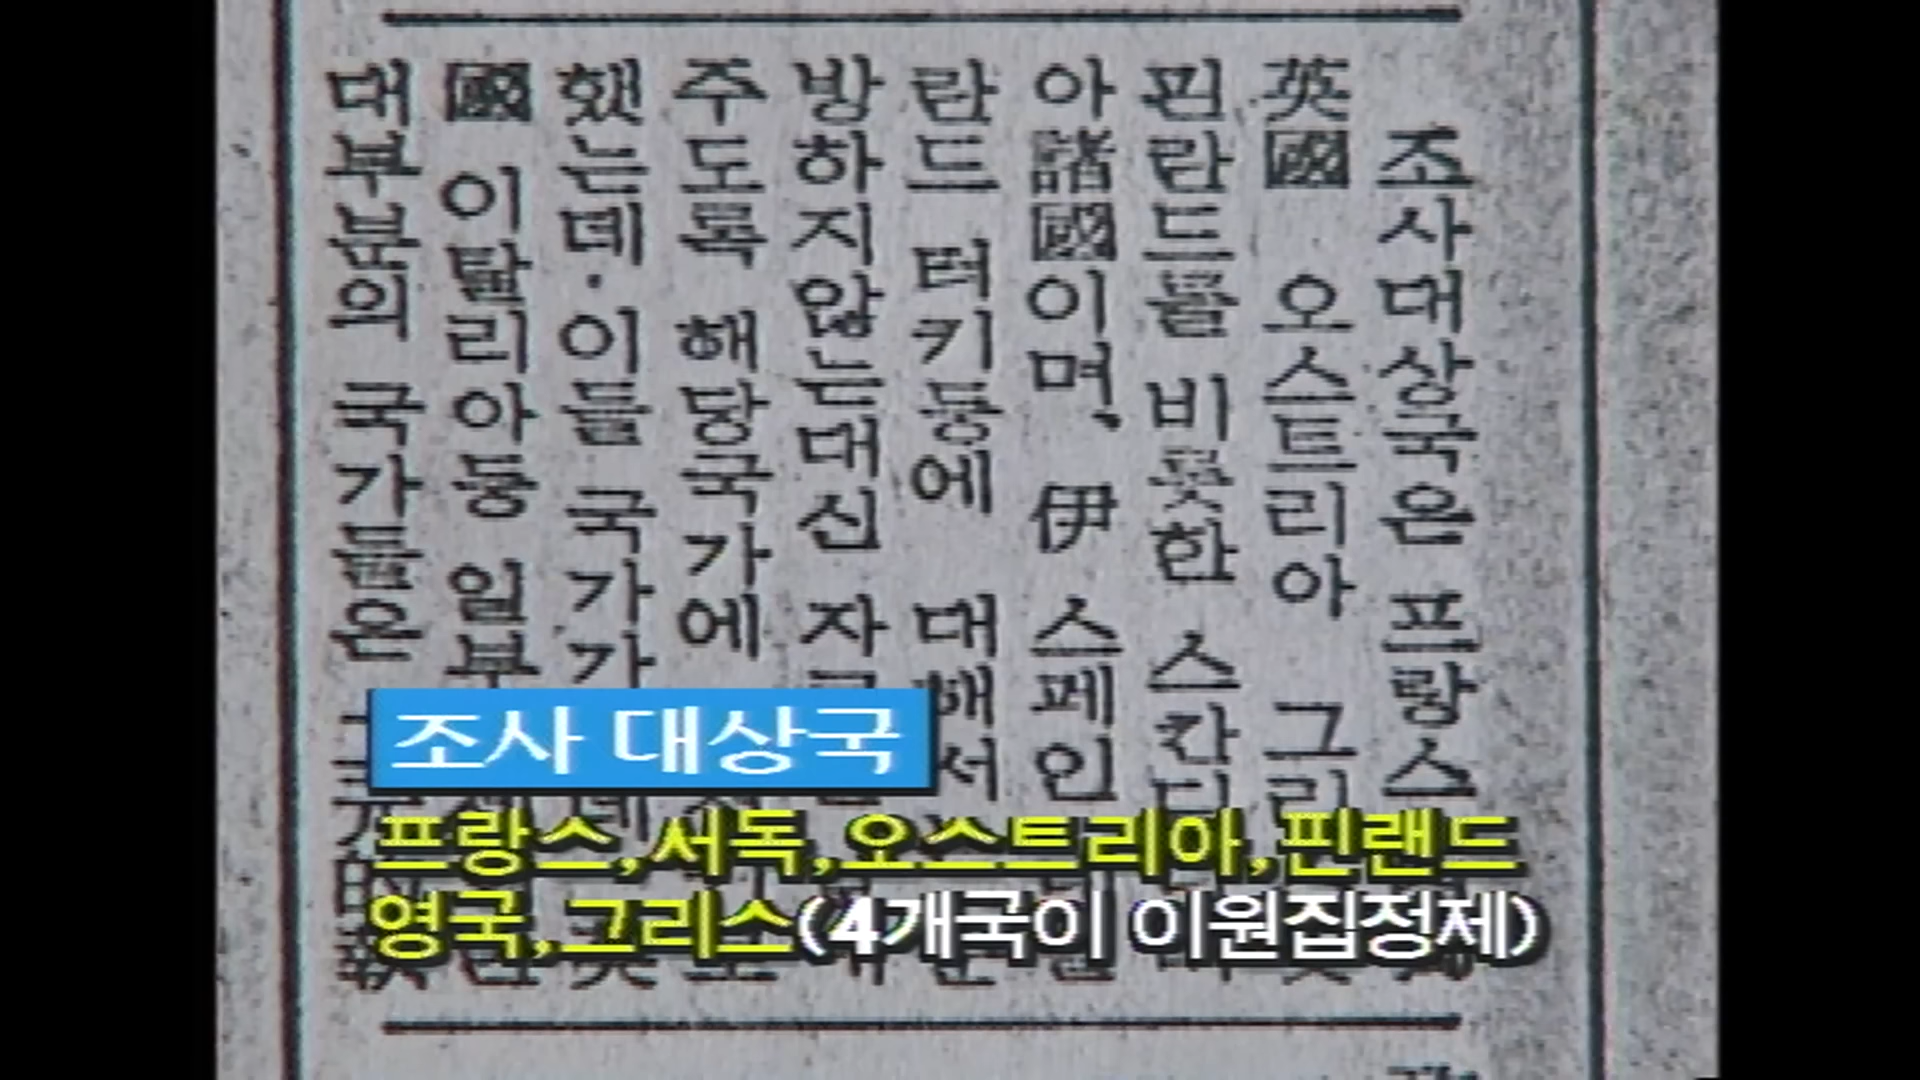 조사대상국은 프랑스
英國 오스트리아 그리
핀란드를 비롯한 스칸디
아諸國이며, 伊 스페인
란드 터키등에 대해서
방하지않는대신 자
주도록 해당국가에
했는데· 이들 국가가
國 이탈리아등 일부
대부분의 국가들은
조사 대상국
프랑스,서독,오스트리아,핀랜드
영국,그리스(4개국이 이원집정제)